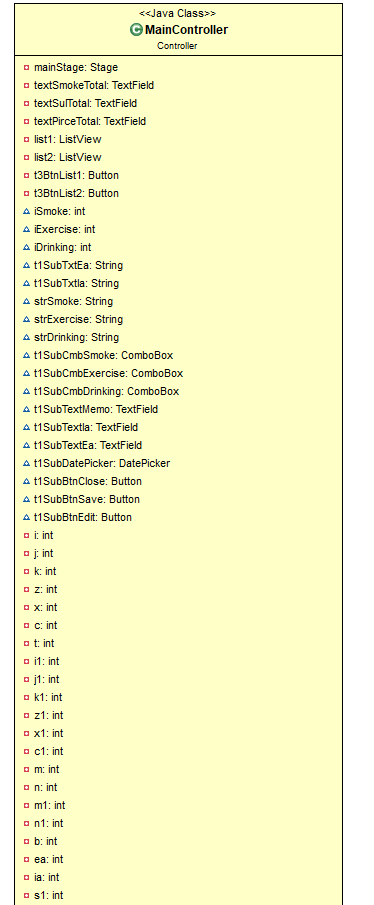 <<Java Class>>
MainController
Controller
mainStage: Stage
textSmokeTotal: TextField
textSulTotal: TextField
textPirceTotal: TextField
list1: ListView
list2: ListView
t3BtnList1: Button
t3BtnList2: Button
iSmoke: int
iExercise: int
iDrinking: int
t1SubTxtEa: String
t1SubTxtIa: String
strSmoke: String
strExercise: String
strDrinking: String
t1SubCmbSmoke: ComboBox
t1SubCmbExercise: ComboBox
t1SubCmbDrinking: ComboBox
t1SubTextMemo: TextField
t1SubTextIa: TextField
t1SubTextEa: TextField
t1SubDatePicker: DatePicker
t1SubBtnClose: Button
t1SubBtnSave: Button
t1SubBtnEdit: Button
i: int
j: int
k: int
z: int
x: int
c: int
t: int
i1: int
j1: int
k1: int
z1: int
x1: int
c1: int
m: int
n: int
m1: int
n1: int
b: int
ea: int
ia: int
s1: int